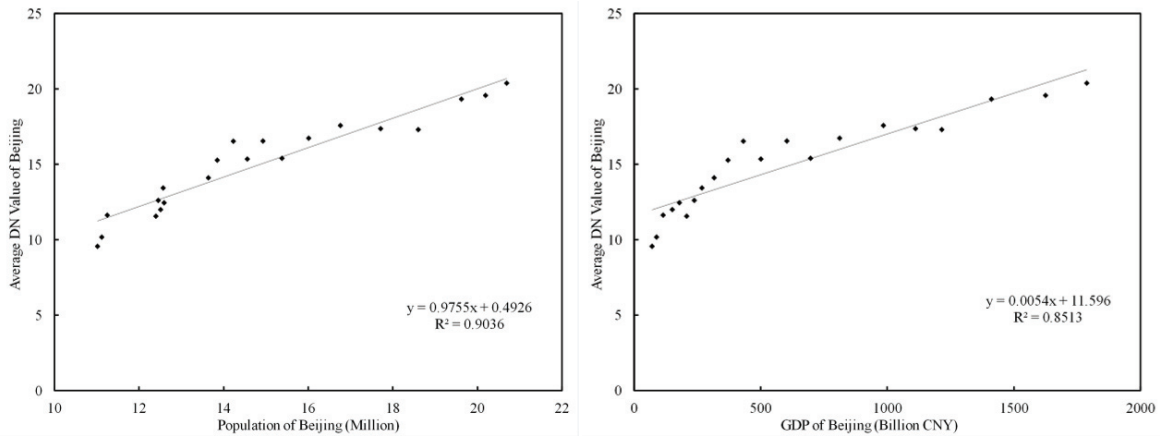 25
20
15
10
5
0
Average DN Value of Beijing
y = 0.9755x + 0.4926
R² = 0.9036
10 12 14 16 18 20 22
Population of Beijing (Million)
25
20
15
10
5
0
Average DN Value of Beijing
y = 0.0054x + 11.596
R² = 0.8513
0 500 1000 1500 2000
GDP of Beijing (Billion CNY)